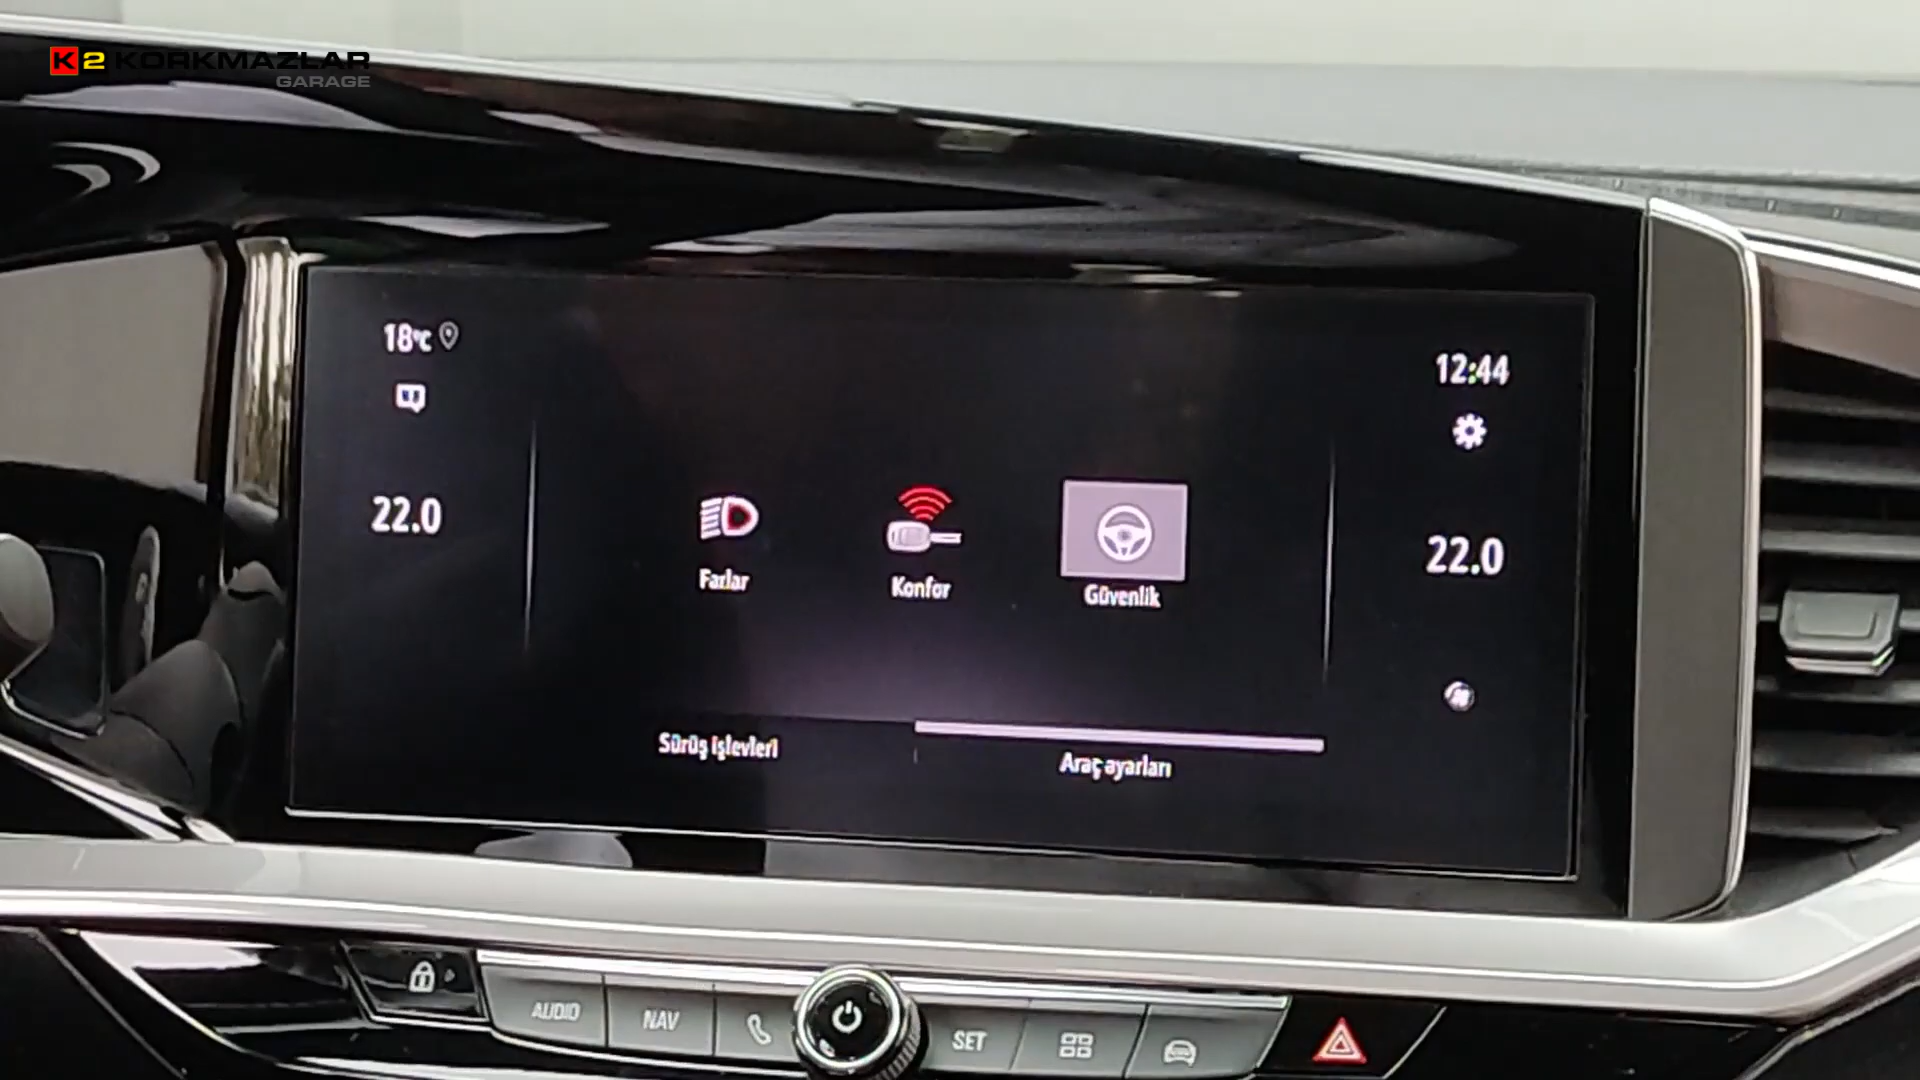 K2 KORKMAZLAR
GARAGE
18°C
12:44
22.0
22.0
Farlar
Konfor
Güvenlik
Sürüş işlevleri
Araç ayarları
AUDIO
NAV
SET